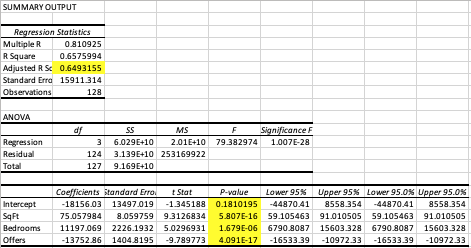 SUMMARY OUTPUT
Regression Statistics
Multiple R 0.810925
R Square 0.6575994
Adjusted R Sc 0.6493155
Standard Erro 15911.314
Observations 128
ANOVA
df SS MS F Significance F
Regression 3 6.029E+10 2.01E+10 79.382974 1.007E-28
Residual 124 3.139E+10 253169922
Total 127 9.169E+10
Coefficients Standard Erro t Stat P-value Lower 95% Upper 95% Lower 95.0% Upper 95.0%
Intercept -18156.03 13497.019 -1.345188 0.1810195 -44870.41 8558.354 -44870.41 8558.354
SqFt 75.057984 8.059759 9.3126834 5.807E-16 59.105463 91.010505 59.105463 91.010505
Bedrooms 11197.069 2226.1932 5.0296931 1.679E-06 6790.8087 15603.328 6790.8087 15603.328
Offers -13752.86 1404.8195 -9.789773 4.091E-17 -16533.39 -10972.33 -16533.39 -10972.33